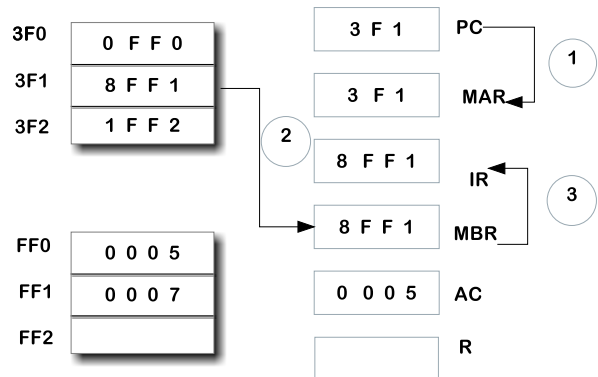 3F0 0 F F 0
3F1 8 F F 1
3F2 1 F F 2
FF0 0 0 0 5
FF1 0 0 0 7
FF2
3 F 1 PC
3 F 1 MAR
8 F F 1 IR
8 F F 1 MBR
0 0 0 5 AC
R
1
2
3